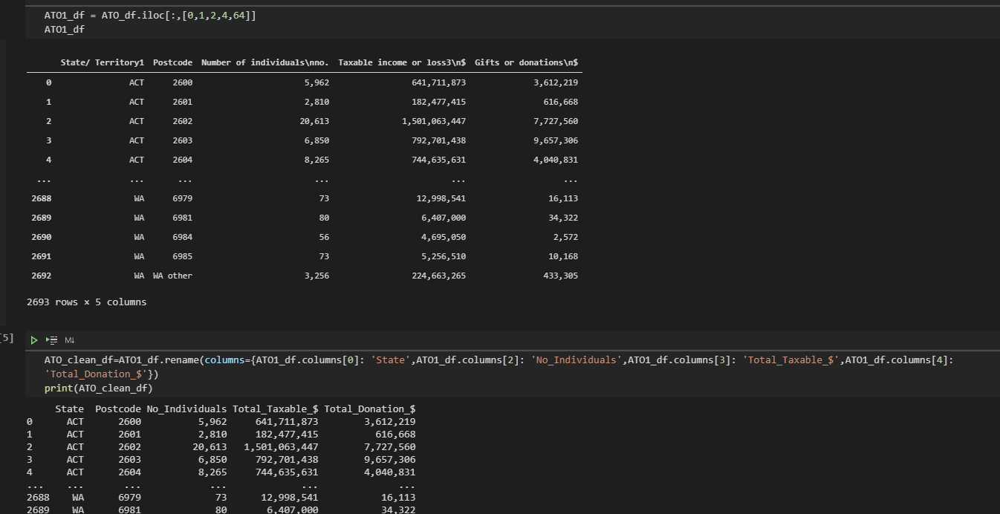 ATO1_df = ATO_df.iloc[:,[0,1,2,4,64]]
ATO1_df
State/ Territory1 Postcode Number of individuals\nno. Taxable income or loss3\n$ Gifts or donations\n$
0 ACT 2600 5,962 641,711,873 3,612,219
1 ACT 2601 2,810 182,477,415 616,668
2 ACT 2602 20,613 1,501,063,447 7,727,560
3 ACT 2603 6,850 792,701,438 9,657,306
4 ACT 2604 8,265 744,635,631 4,040,831
... ... ... ... ... ...
2688 WA 6979 73 12,998,541 16,113
2689 WA 6981 80 6,407,000 34,322
2690 WA 6984 56 4,695,050 2,572
2691 WA 6985 73 5,256,510 10,168
2692 WA WA other 3,256 224,663,265 433,305
2693 rows × 5 columns
[5] M↓
ATO_clean_df=ATO1_df.rename(columns={ATO1_df.columns[0]: 'State',ATO1_df.columns[2]: 'No_Individuals',ATO1_df.columns[3]: 'Total_Taxable_$',ATO1_df.columns[4]:
'Total_Donation_$'})
print(ATO_clean_df)
State Postcode No_Individuals Total_Taxable_$ Total_Donation_$
0 ACT 2600 5,962 641,711,873 3,612,219
1 ACT 2601 2,810 182,477,415 616,668
2 ACT 2602 20,613 1,501,063,447 7,727,560
3 ACT 2603 6,850 792,701,438 9,657,306
4 ACT 2604 8,265 744,635,631 4,040,831
... ... ... ... ... ...
2688 WA 6979 73 12,998,541 16,113
2689 WA 6981 80 6,407,000 34,322